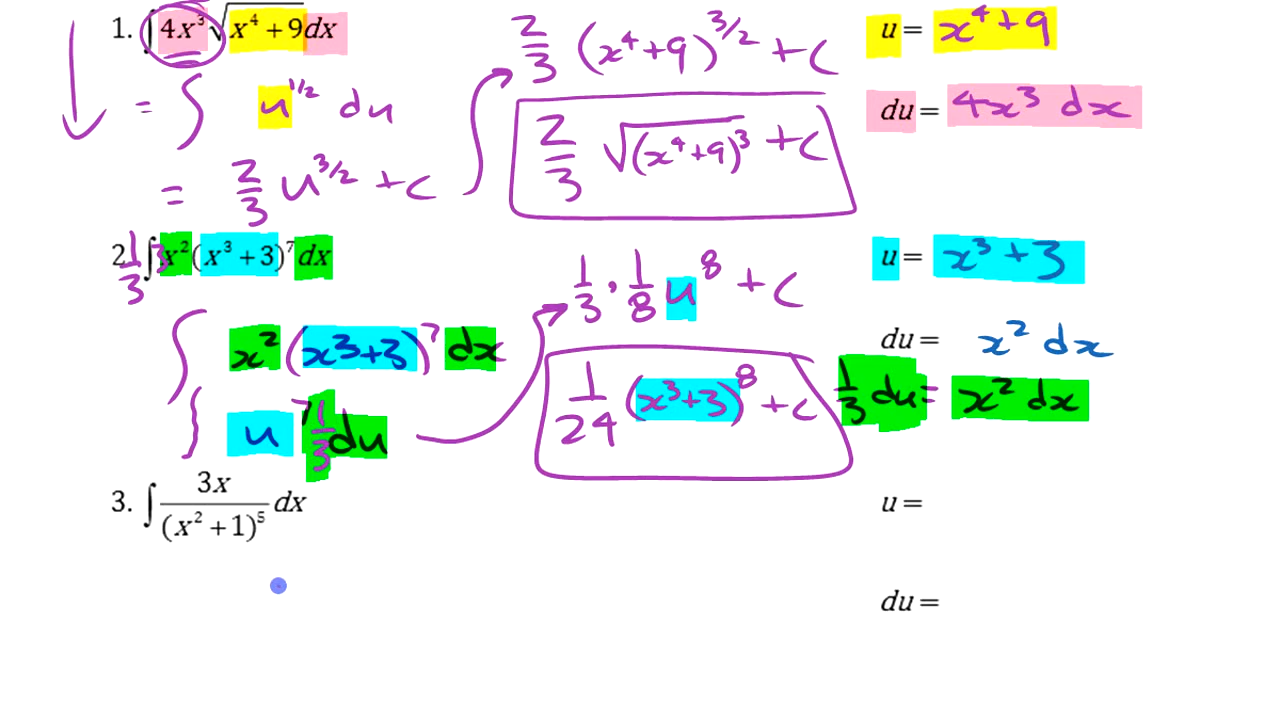 1. ∫ 4x³ √(x⁴ + 9) dx
= ∫ u^(1/2) du
= 2/3 u^(3/2) + c
2/3 (x⁴+9)^(3/2) + c
2/3 √(x⁴+9)³ + c
u = x⁴+9
du = 4x³ dx
2. 1/3 ∫ 3x² (x³ + 3)⁷ dx
∫ x² (x³+3)⁷ dx
∫ u⁷ 1/3 du
1/3 · 1/8 u⁸ + c
1/24 (x³+3)⁸ + c
u = x³+3
du = x² dx
1/3 du = x² dx
3. ∫ 3x/(x² + 1)⁵ dx
u =
du =